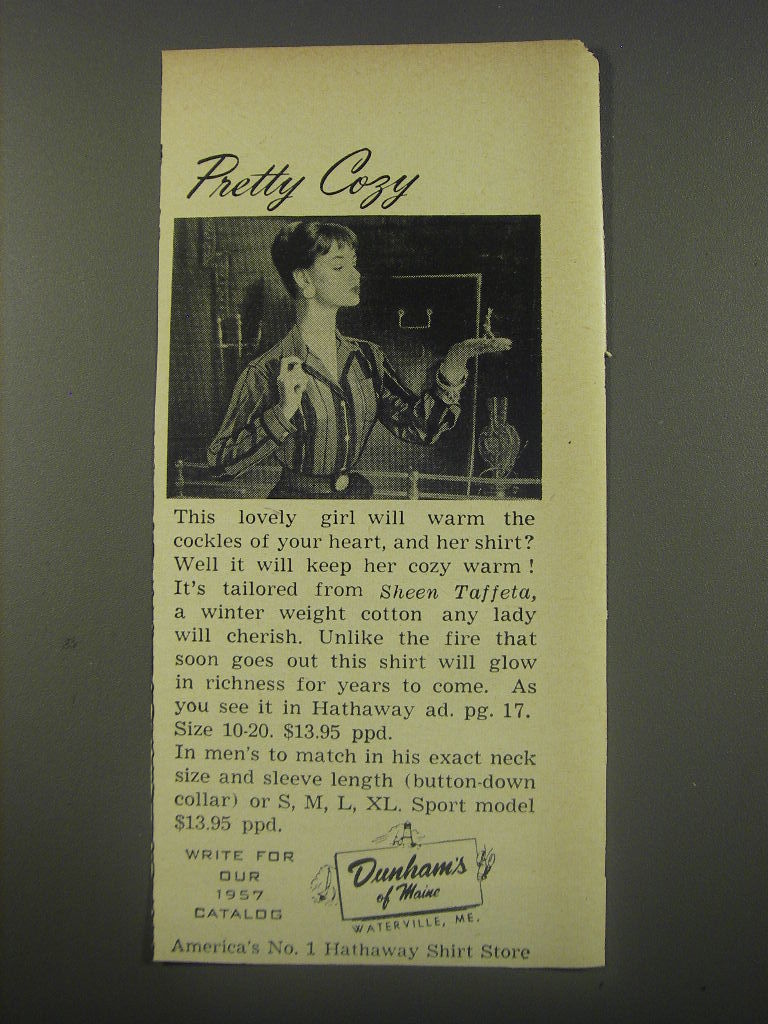 Pretty Cozy
This lovely girl will warm the
cockles of your heart, and her shirt?
Well it will keep her cozy warm!
It's tailored from Sheen Taffeta,
a winter weight cotton any lady
will cherish. Unlike the fire that
soon goes out this shirt will glow
in richness for years to come. As
you see it in Hathaway ad. pg. 17.
Size 10-20. $13.95 ppd.
In men's to match in his exact neck
size and sleeve length (button-down
collar) or S, M, L, XL. Sport model
$13.95 ppd.
WRITE FOR
OUR
1957
CATALOG
Dunham's
of Maine
WATERVILLE, ME.
America's No. 1 Hathaway Shirt Store